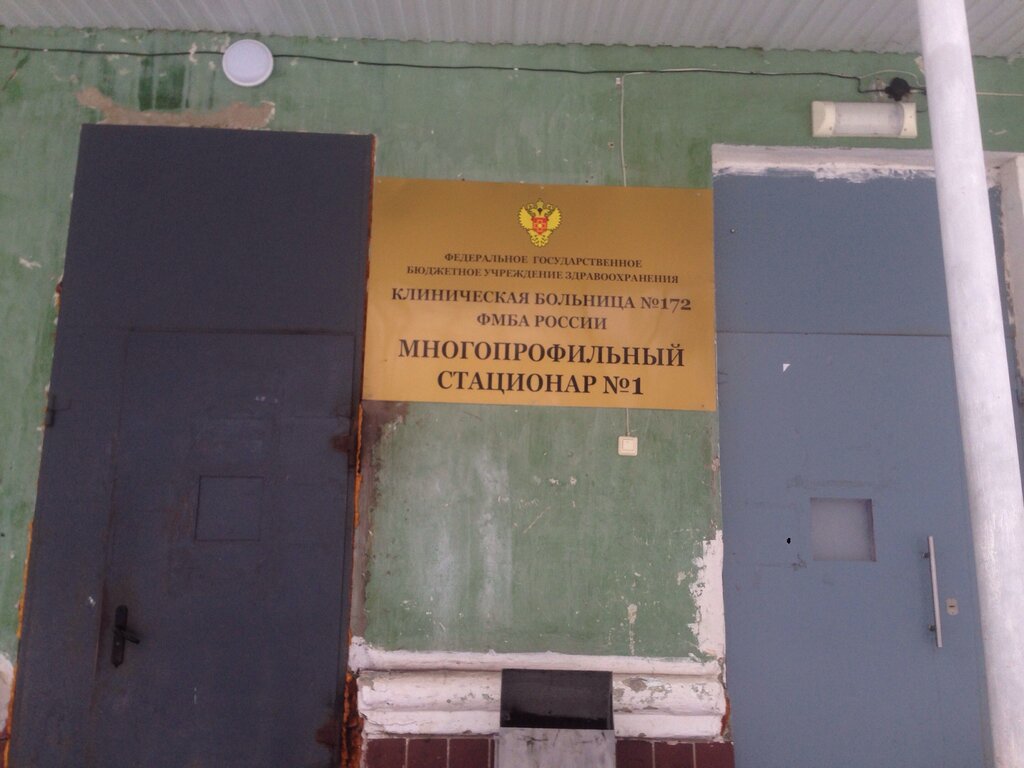 ФЕДЕРАЛЬНОЕ ГОСУДАРСТВЕННОЕ
БЮДЖЕТНОЕ УЧРЕЖДЕНИЕ ЗДРАВООХРАНЕНИЯ
КЛИНИЧЕСКАЯ БОЛЬНИЦА №172
ФМБА РОССИИ
МНОГОПРОФИЛЬНЫЙ
СТАЦИОНАР №1